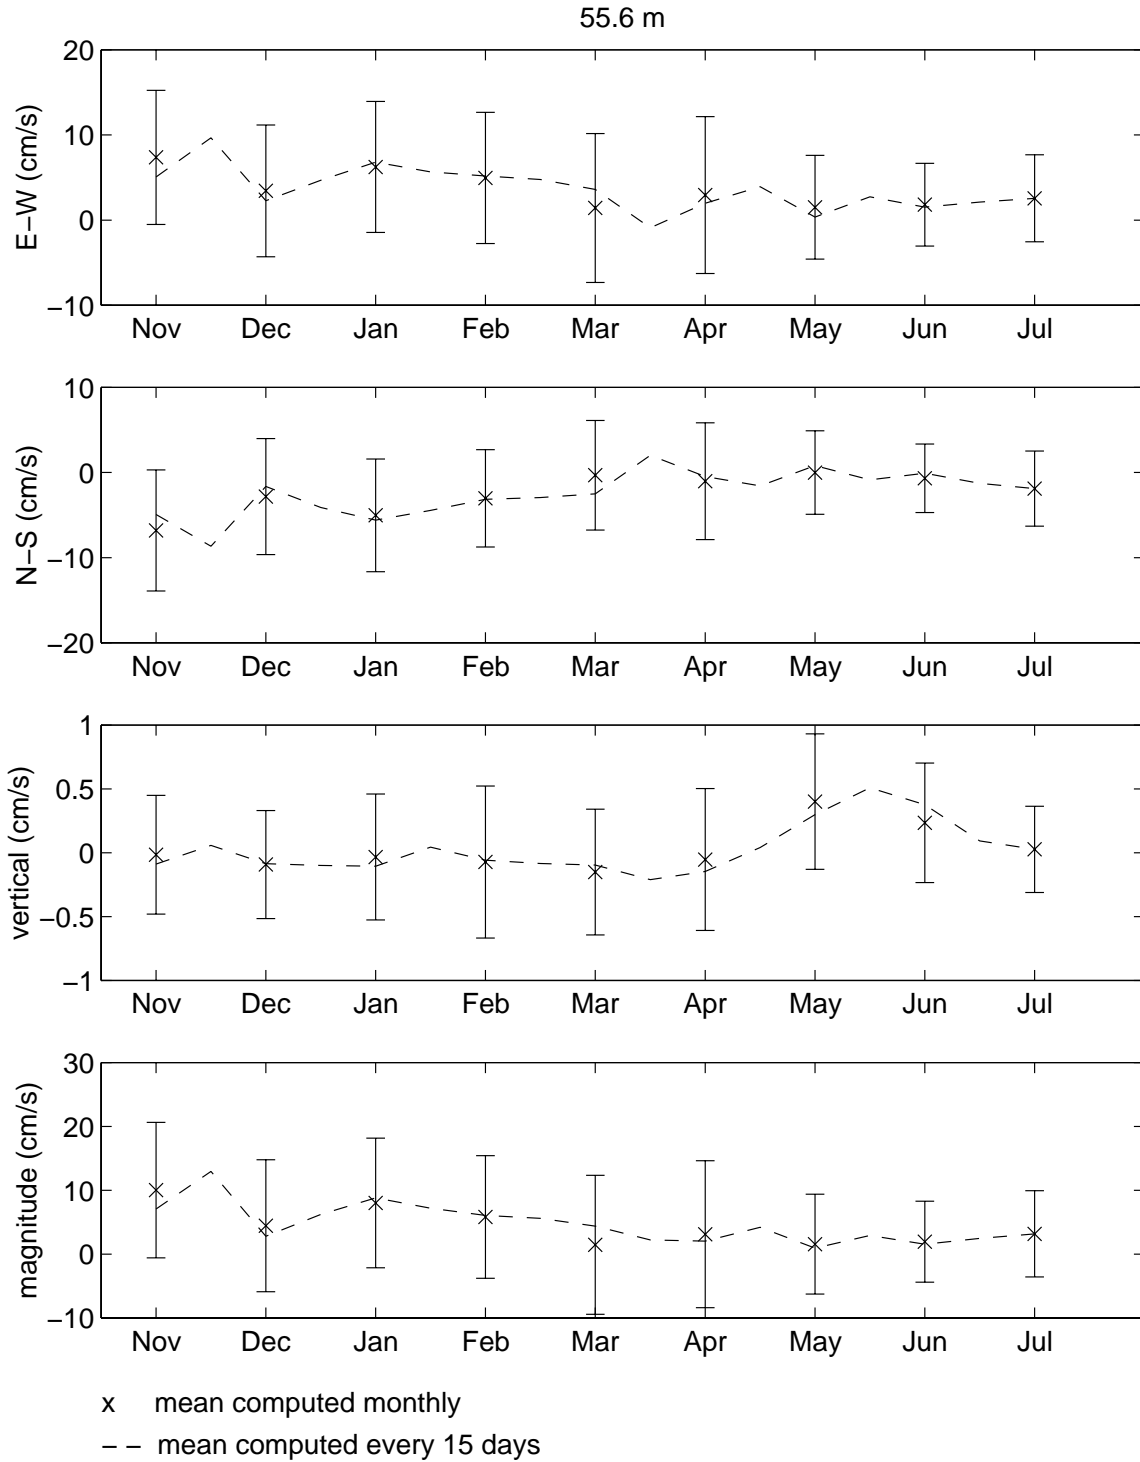 55.6 m
E−W (cm/s)
20
10
0
−10
Nov Dec Jan Feb Mar Apr May Jun Jul
N−S (cm/s)
10
0
−10
−20
Nov Dec Jan Feb Mar Apr May Jun Jul
vertical (cm/s)
1
0.5
0
−0.5
−1
Nov Dec Jan Feb Mar Apr May Jun Jul
magnitude (cm/s)
30
20
10
0
−10
Nov Dec Jan Feb Mar Apr May Jun Jul
x mean computed monthly
− − mean computed every 15 days